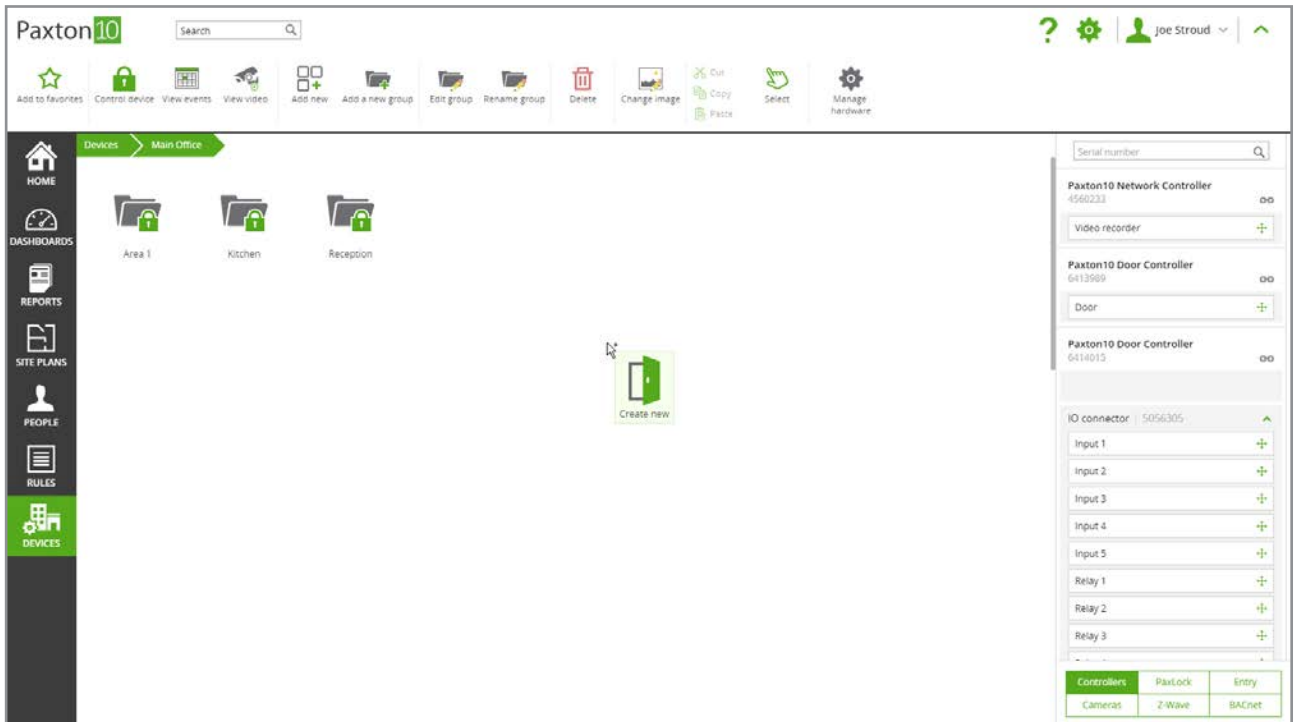 Paxton10
Search
Joe Stroud
Add to favorites
Control device
View events
View video
Add new
Add a new group
Edit group
Rename group
Delete
Change image
Cut
Copy
Paste
Select
Manage hardware
HOME
DASHBOARDS
REPORTS
SITE PLANS
PEOPLE
RULES
DEVICES
Devices
Main Office
Area 1
Kitchen
Reception
Create new
Serial number
Paxton10 Network Controller
4560233
Video recorder
Paxton10 Door Controller
6413989
Door
Paxton10 Door Controller
6414015
IO connector | 5056305
Input 1
Input 2
Input 3
Input 4
Input 5
Relay 1
Relay 2
Relay 3
Controllers
PaxLock
Entry
Cameras
Z-Wave
BACnet